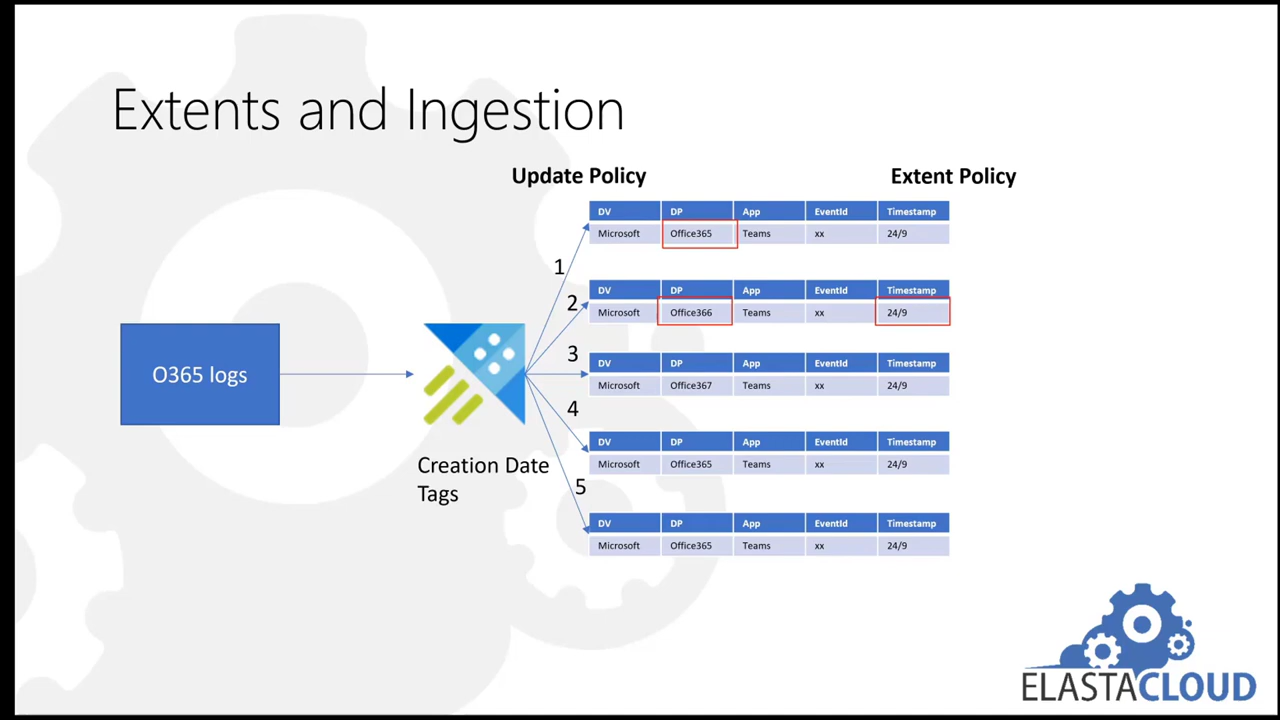 Extents and Ingestion
Update Policy Extent Policy
DV DP App EventId Timestamp
Microsoft Office365 Teams xx 24/9
1
DV DP App EventId Timestamp
2
Microsoft Office366 Teams xx 24/9
3
DV DP App EventId Timestamp
O365 logs
Microsoft Office367 Teams xx 24/9
4
DV DP App EventId Timestamp
Creation Date
Tags
Microsoft Office365 Teams xx 24/9
5
DV DP App EventId Timestamp
Microsoft Office365 Teams xx 24/9
ELASTACLOUD